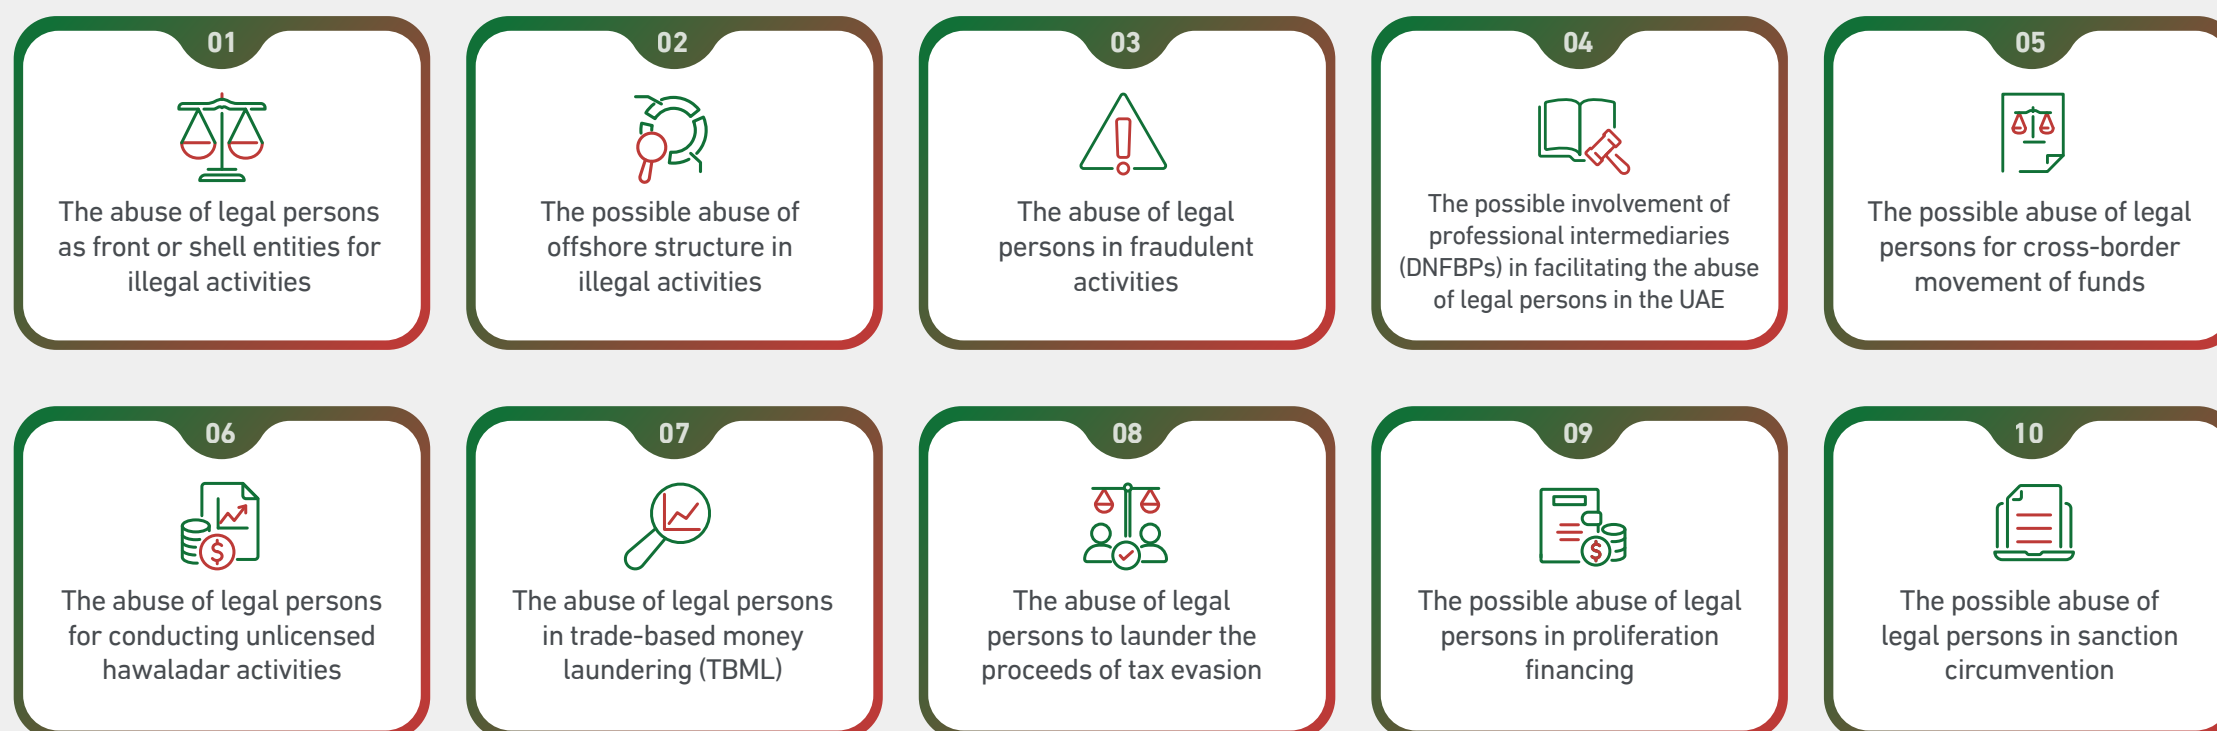 01
The abuse of legal persons
as front or shell entities for
illegal activities
02
The possible abuse of
offshore structure in
illegal activities
03
The abuse of legal
persons in fraudulent
activities
04
The possible involvement of
professional intermediaries
(DNFBPs) in facilitating the abuse
of legal persons in the UAE
05
The possible abuse of legal
persons for cross-border
movement of funds
06
The abuse of legal persons
for conducting unlicensed
hawaladar activities
07
The abuse of legal persons
in trade-based money
laundering (TBML)
08
The abuse of legal
persons to launder the
proceeds of tax evasion
09
The possible abuse of legal
persons in proliferation
financing
10
The possible abuse of
legal persons in sanction
circumvention